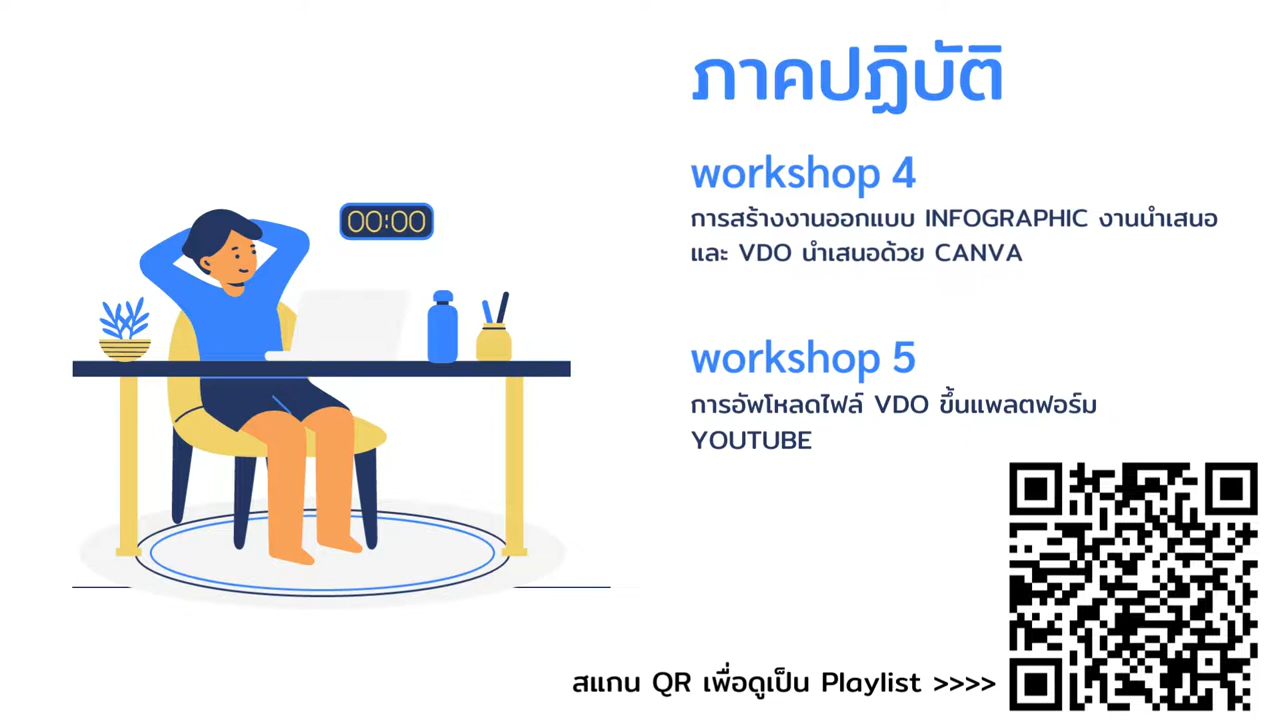 ภาคปฏิบัติ
workshop 4
การสร้างงานออกแบบ INFOGRAPHIC งานนำเสนอ
และ VDO นำเสนอด้วย CANVA
00:00
workshop 5
การอัพโหลดไฟล์ VDO ขึ้นแพลตฟอร์ม
YOUTUBE
สแกน QR เพื่อดูเป็น Playlist >>>>